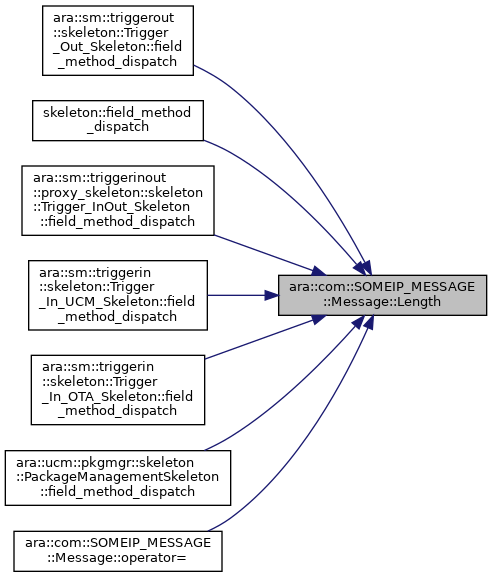 ara::sm::triggerout
::skeleton::Trigger
_Out_Skeleton::field
_method_dispatch
skeleton::field_method
_dispatch
ara::sm::triggerinout
::proxy_skeleton::skeleton
::Trigger_InOut_Skeleton
::field_method_dispatch
ara::sm::triggerin
::skeleton::Trigger
_In_UCM_Skeleton::field
_method_dispatch
ara::com::SOMEIP_MESSAGE
::Message::Length
ara::sm::triggerin
::skeleton::Trigger
_In_OTA_Skeleton::field
_method_dispatch
ara::ucm::pkgmgr::skeleton
::PackageManagementSkeleton
::field_method_dispatch
ara::com::SOMEIP_MESSAGE
::Message::operator=